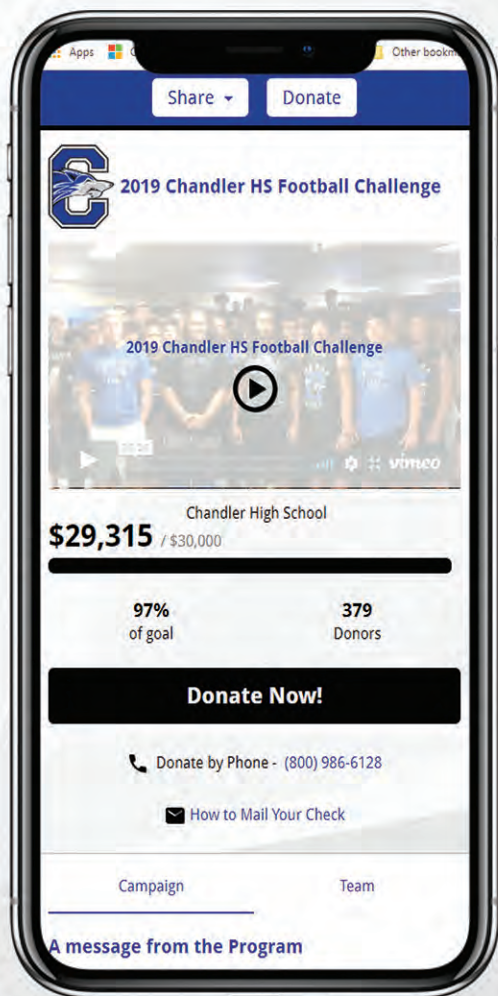 Apps
Other bookm
Share
Donate
C
2019 Chandler HS Football Challenge
2019 Chandler HS Football Challenge
vimeo
Chandler High School
$29,315 / $30,000
97%
of goal
379
Donors
Donate Now!
Donate by Phone - (800) 986-6128
How to Mail Your Check
Campaign
Team
A message from the Program